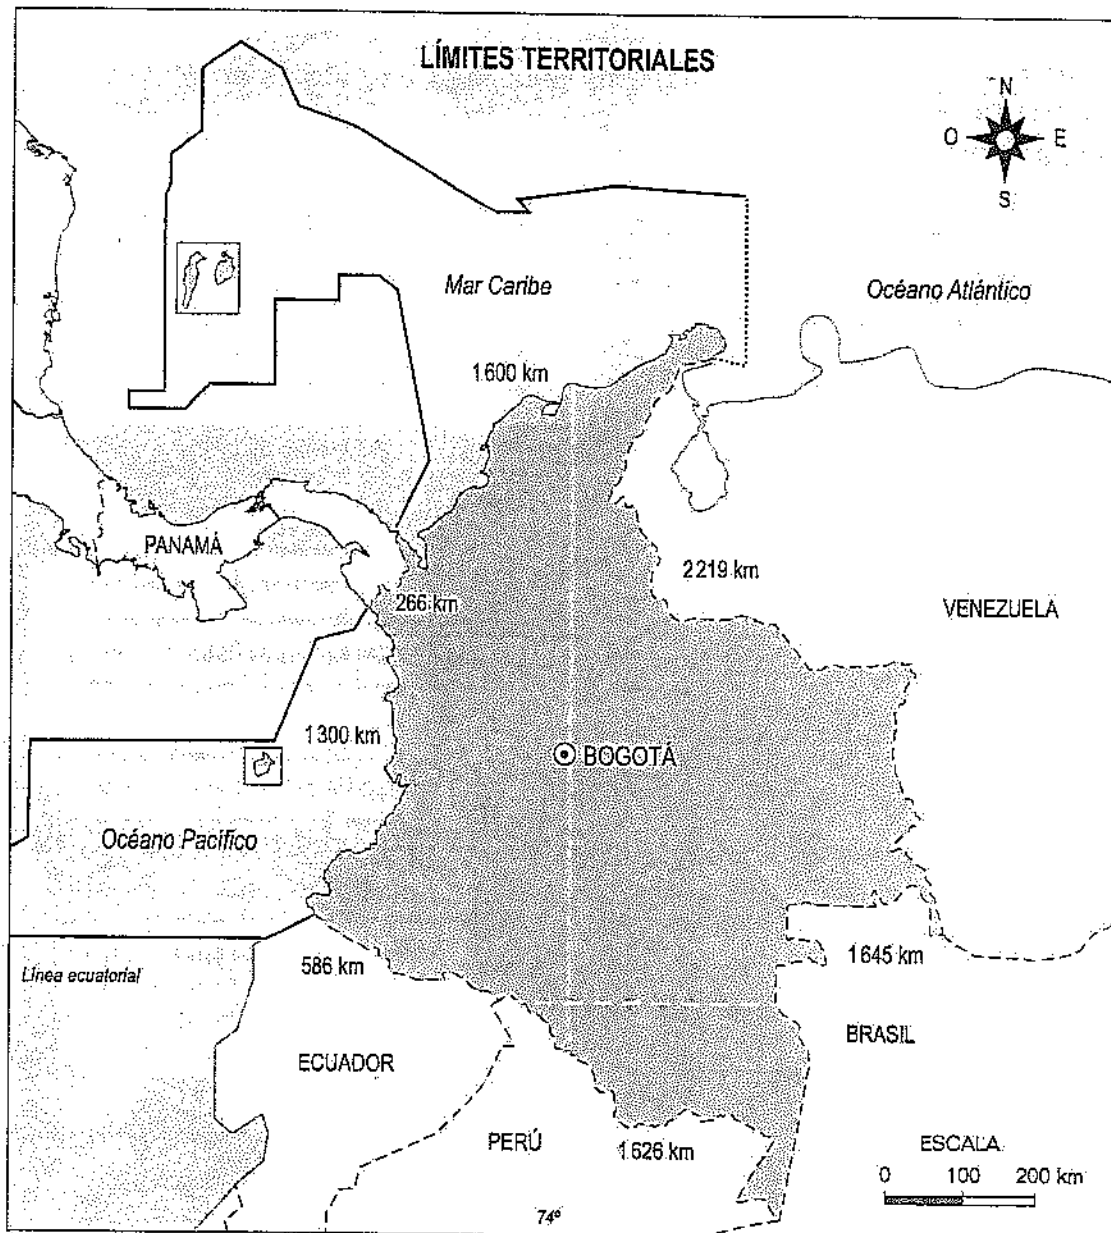 LÍMITES TERRITORIALES
N
O
E
S
Mar Caribe
Océano Atlántico
1 600 km
PANAMÁ
266 km
2 219 km
VENEZUELA
1 300 km
BOGOTÁ
Océano Pacífico
586 km
1 645 km
Línea ecuatorial
BRASIL
ECUADOR
PERÚ
1 626 km
ESCALA
0 100 200 km
74º